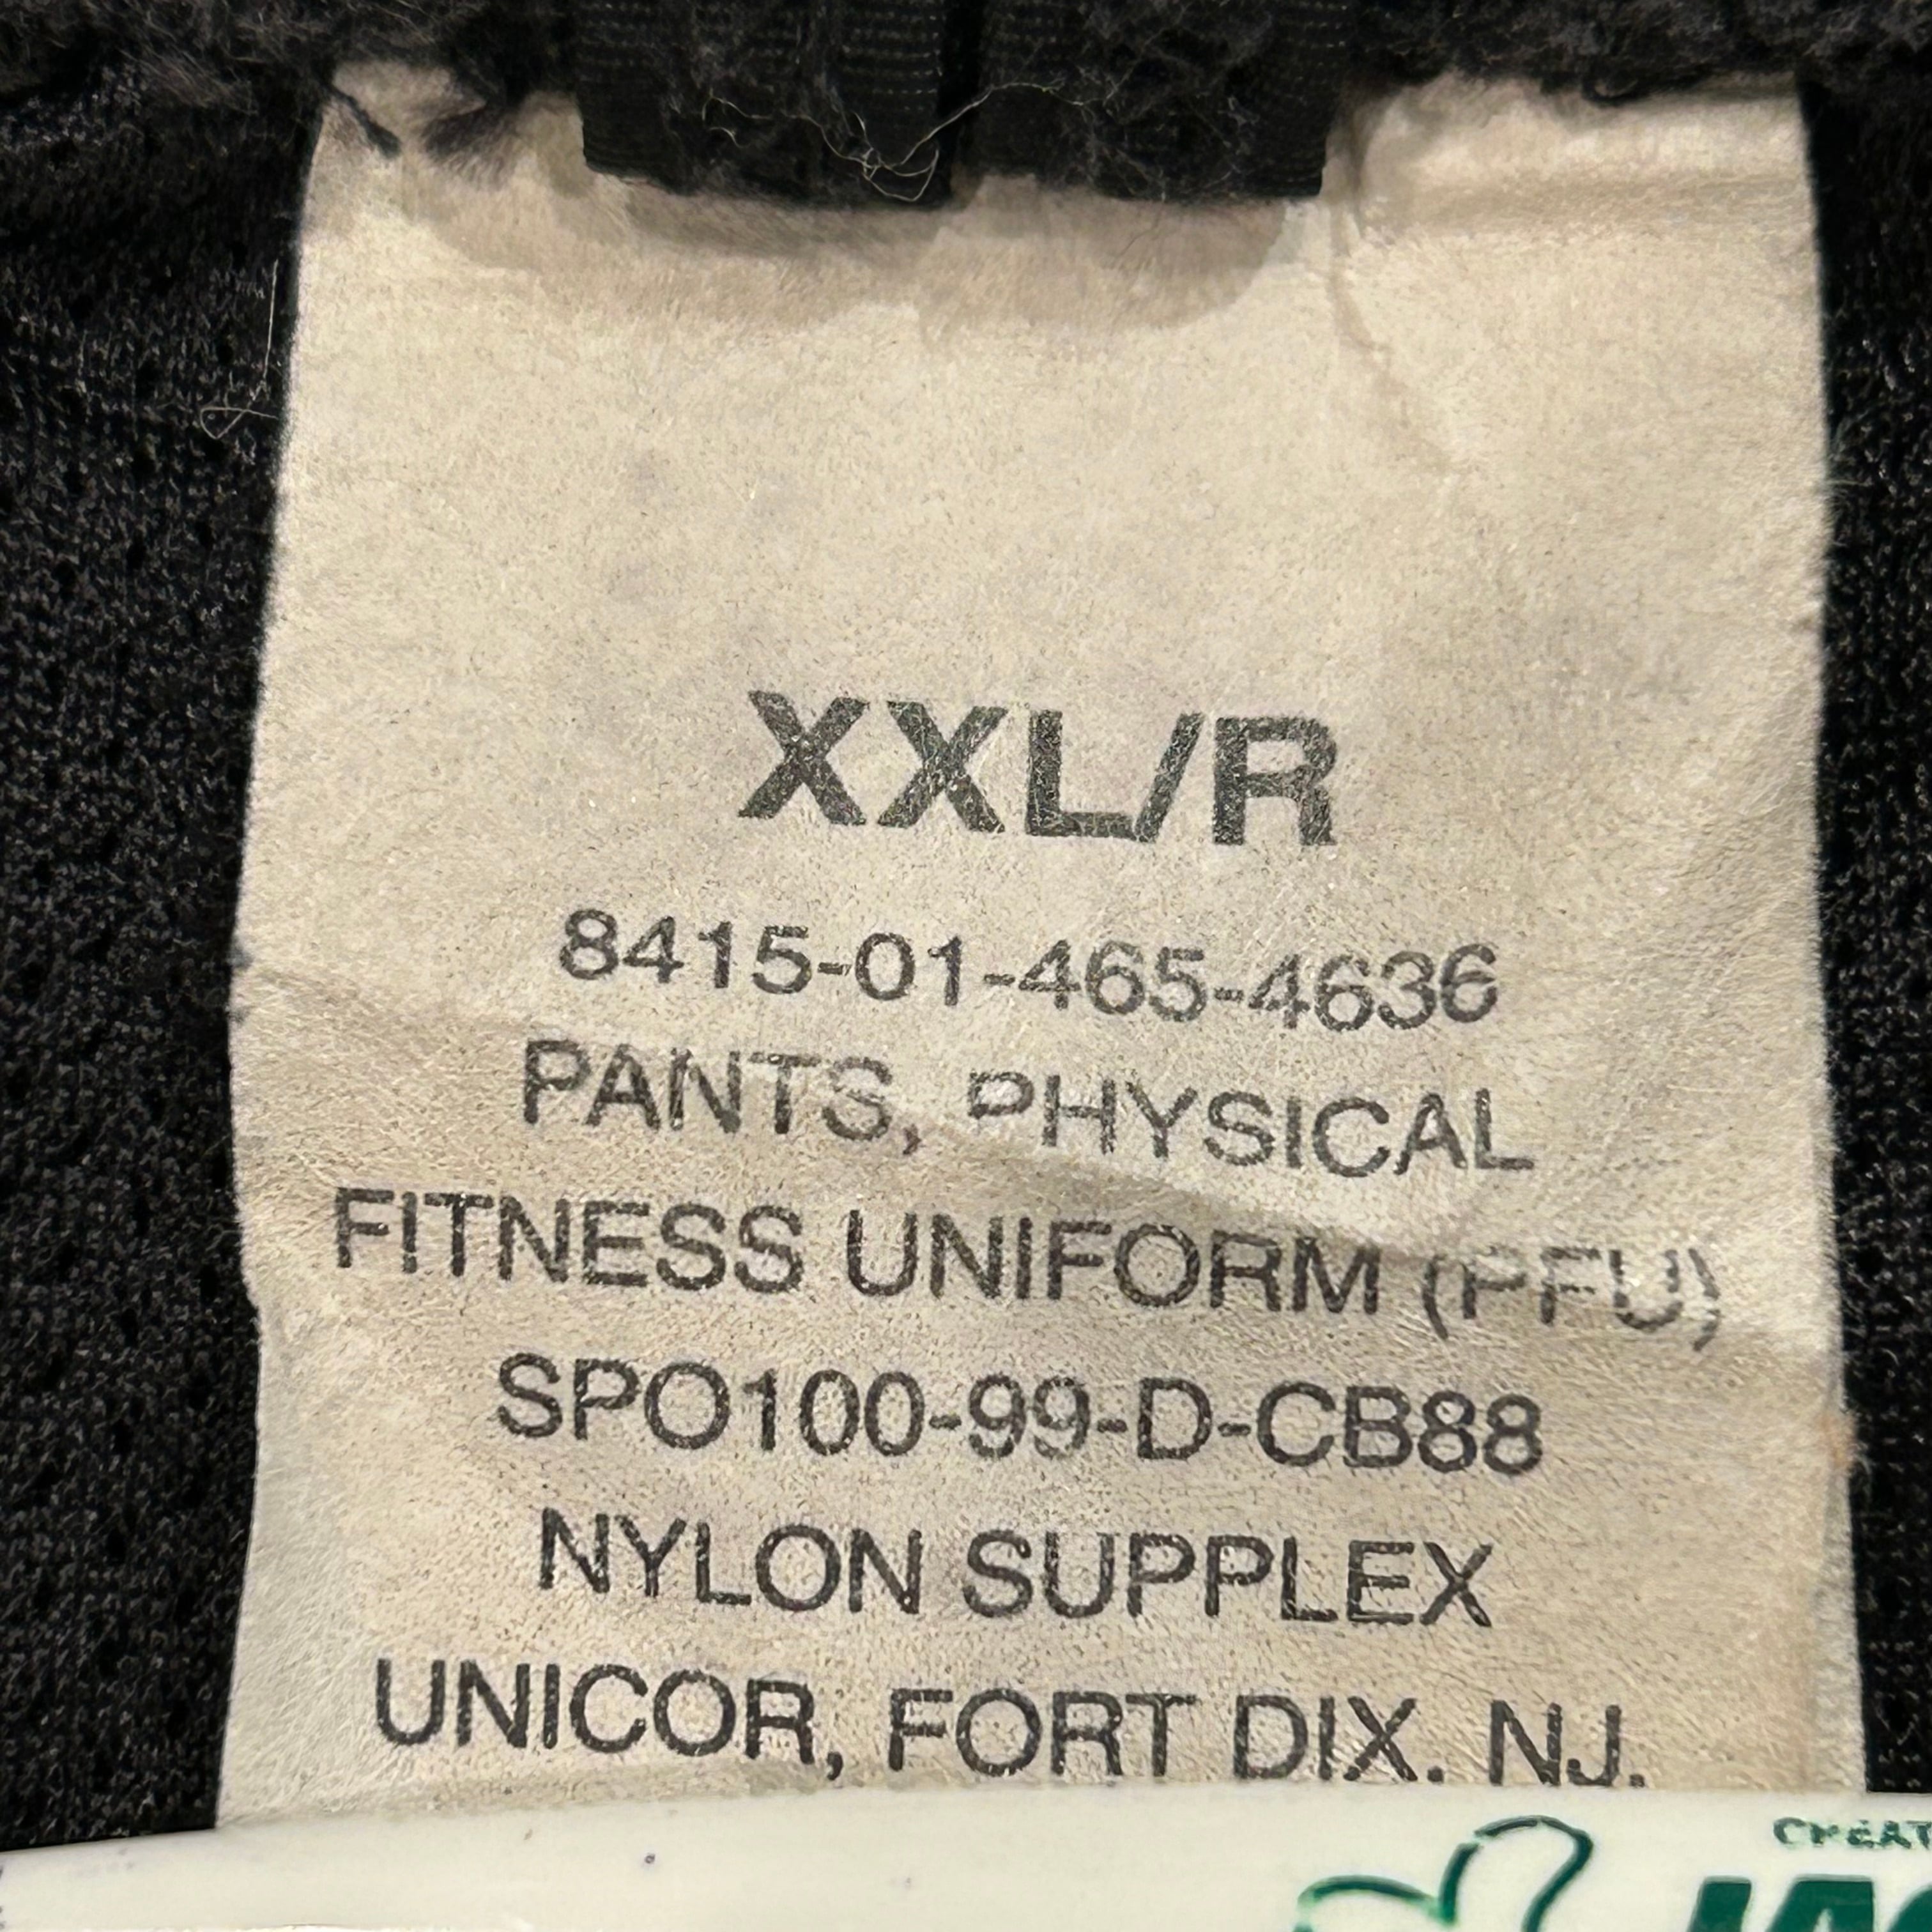 XXL/R
8415-01-465-4636
PANTS, PHYSICAL
FITNESS UNIFORM (PFU)
SPO100-99-D-CB88
NYLON SUPPLEX
UNICOR, FORT DIX. NJ.